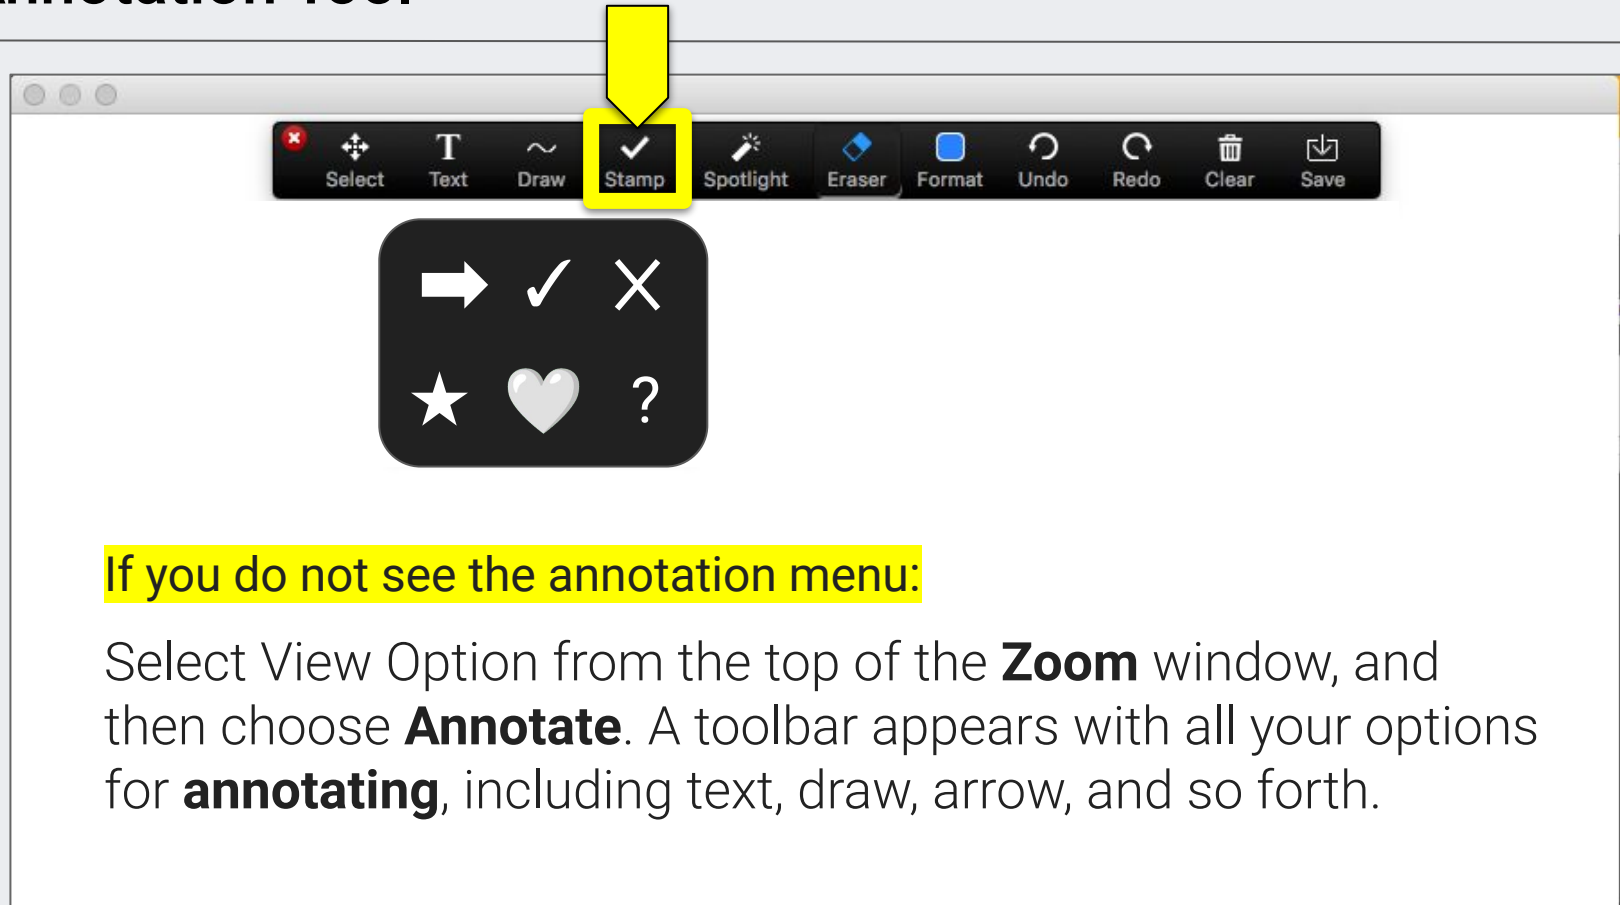 Select Text Draw Stamp Spotlight Eraser Format Undo Redo Clear Save
?
If you do not see the annotation menu:
Select View Option from the top of the Zoom window, and
then choose Annotate. A toolbar appears with all your options
for annotating, including text, draw, arrow, and so forth.